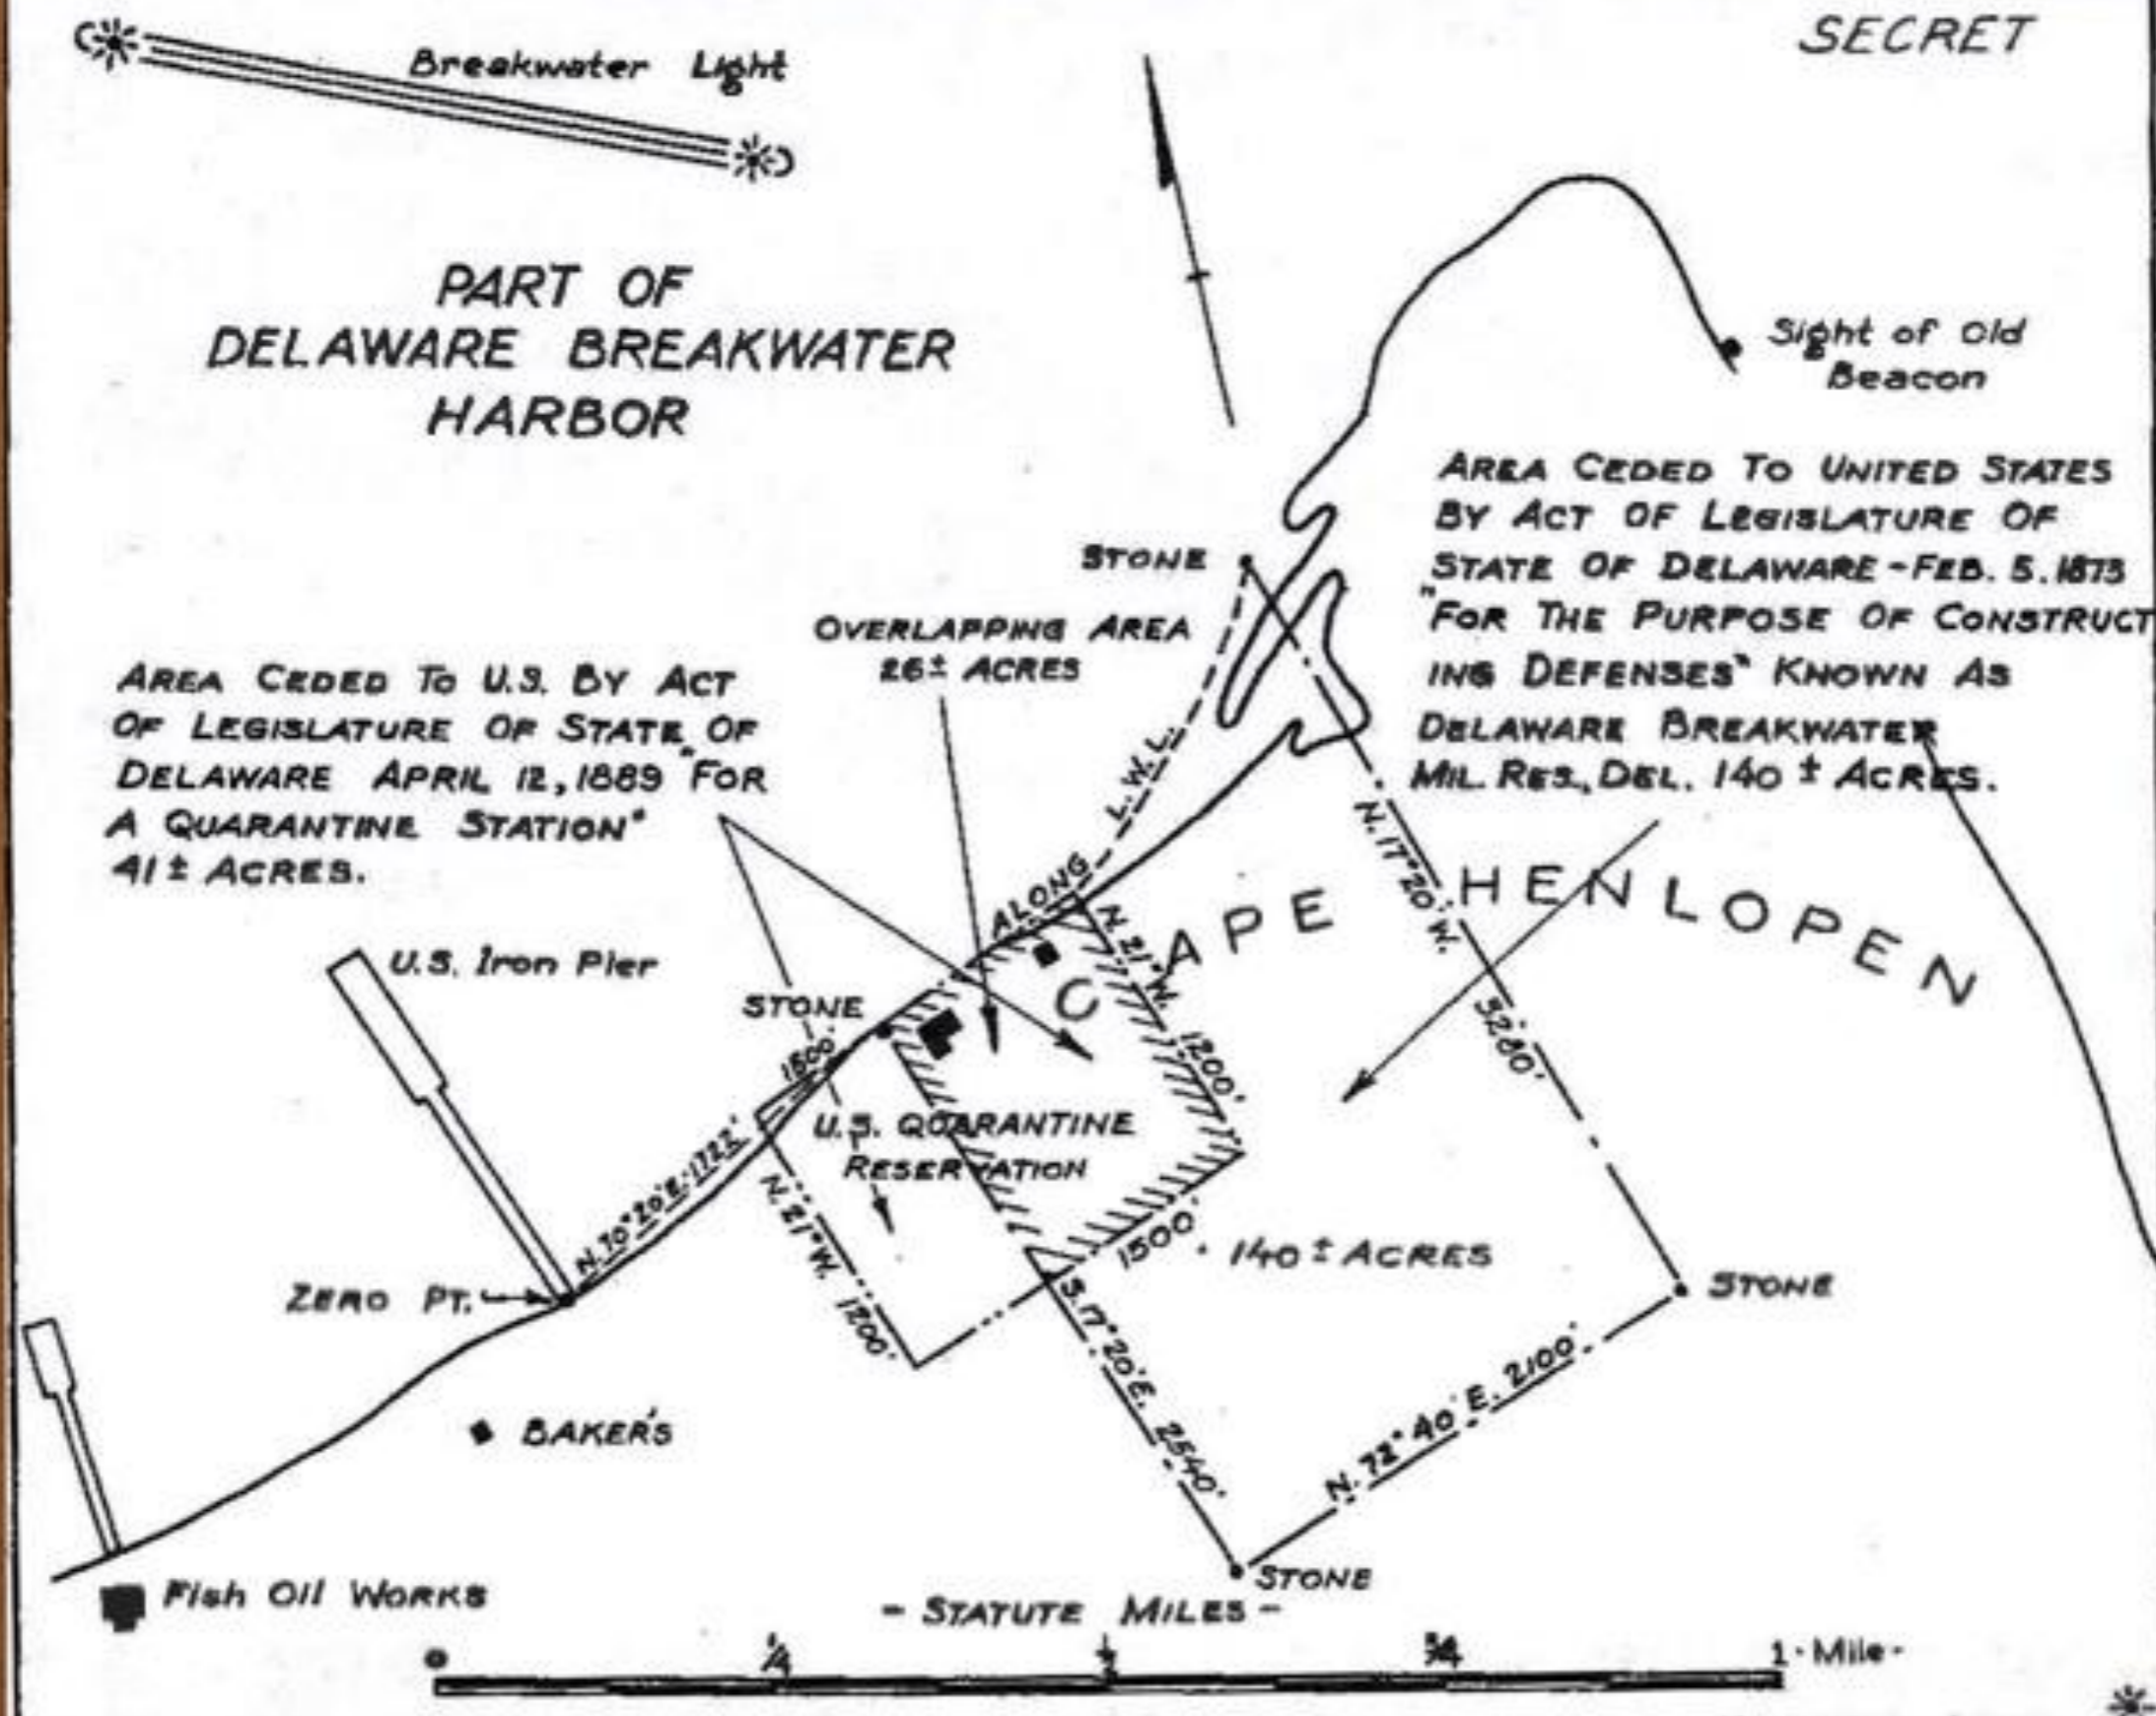 SECRET
Breakwater Light
PART OF
DELAWARE BREAKWATER
HARBOR
Sight of Old
Beacon
AREA CEDED TO UNITED STATES
BY ACT OF LEGISLATURE OF
STATE OF DELAWARE - FEB. 5. 1873
"FOR THE PURPOSE OF CONSTRUCT
ING DEFENSES" KNOWN AS
DELAWARE BREAKWATER
MIL. RES., DEL. 140 ± ACRES.
STONE
OVERLAPPING AREA
26± ACRES
AREA CEDED TO U.S. BY ACT
OF LEGISLATURE OF STATE OF
DELAWARE APRIL 12, 1889 "FOR
A QUARANTINE STATION"
41± ACRES.
ALONG L.W.L.
N. 17° 20' W. 3280'
CAPE HENLOPEN
U.S. Iron Pier
STONE
1500'
N. 21° W. 1200'
U.S. QUARANTINE
RESERVATION
N. 70° 20' E. 1722'
N. 21° W. 1200'
1500'
140 ± ACRES
ZERO PT.
STONE
S. 17° 20' E. 2540'
N. 72° 40' E. 2100'
BAKER'S
STONE
Fish Oil WORKS
- STATUTE MILES -
0 1/4 1/2 3/4 1 · Mile ·